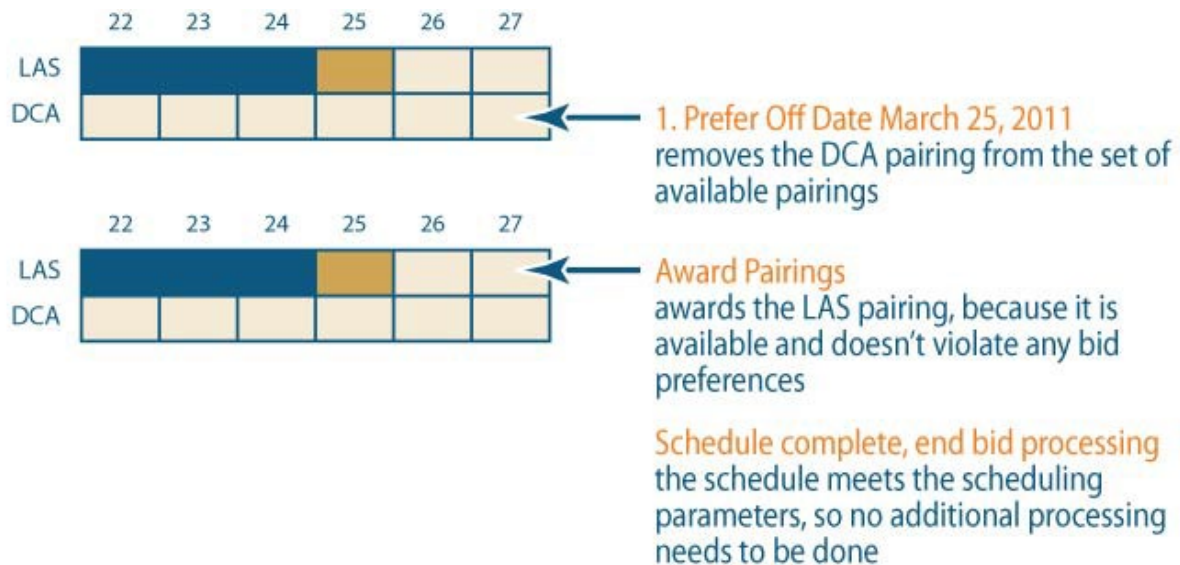 22 23 24 25 26 27
LAS
DCA
1. Prefer Off Date March 25, 2011
removes the DCA pairing from the set of
available pairings
22 23 24 25 26 27
LAS
DCA
Award Pairings
awards the LAS pairing, because it is
available and doesn't violate any bid
preferences
Schedule complete, end bid processing
the schedule meets the scheduling
parameters, so no additional processing
needs to be done